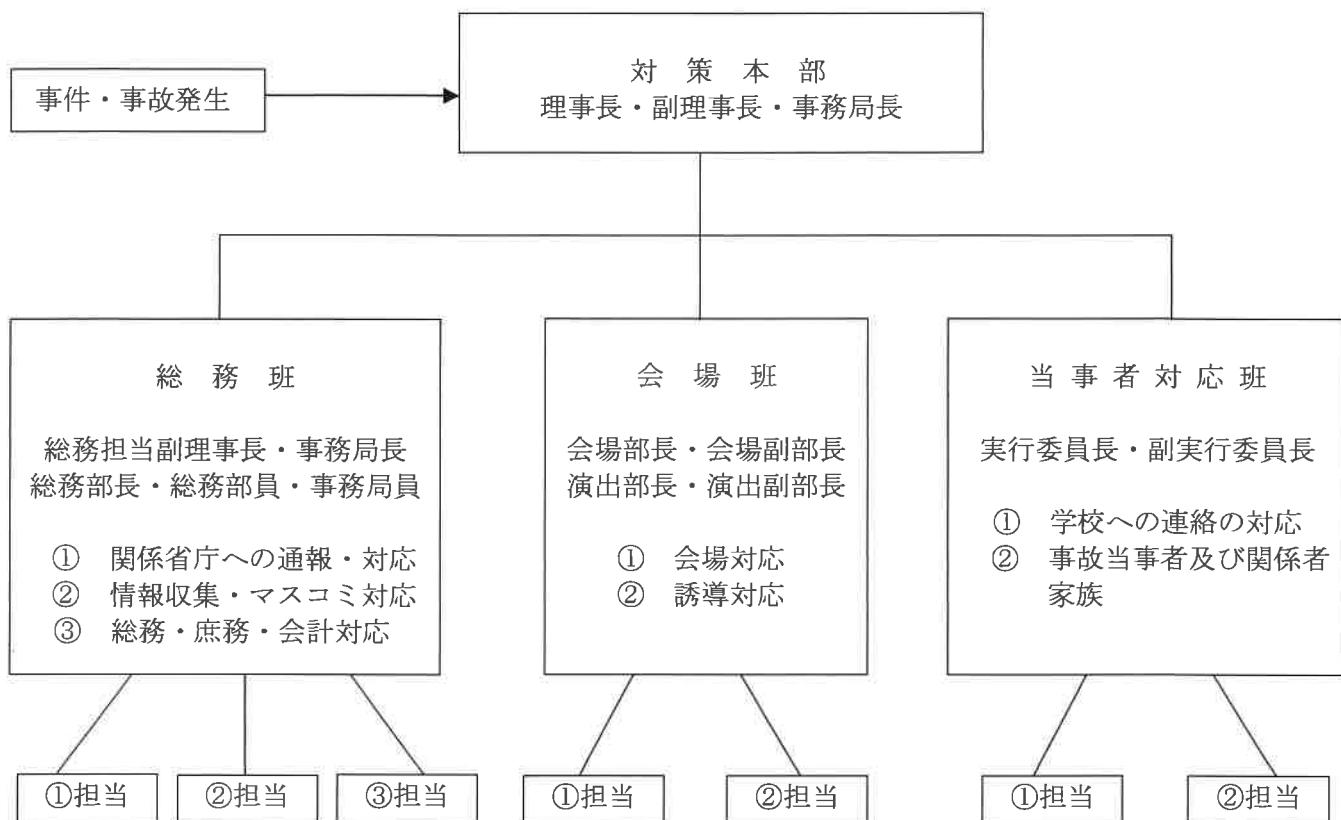 対　策　本　部
事件・事故発生
理事長・副理事長・事務局長
総　務　班
総務担当副理事長・事務局長
総務部長・総務部員・事務局員
①　関係省庁への通報・対応
②　情報収集・マスコミ対応
③　総務・庶務・会計対応
会　場　班
会場部長・会場副部長
演出部長・演出副部長
①　会場対応
②　誘導対応
当 事 者 対 応 班
実行委員長・副実行委員長
①　学校への連絡の対応
②　事故当事者及び関係者
家族
①担当
②担当
③担当
①担当
②担当
①担当
②担当